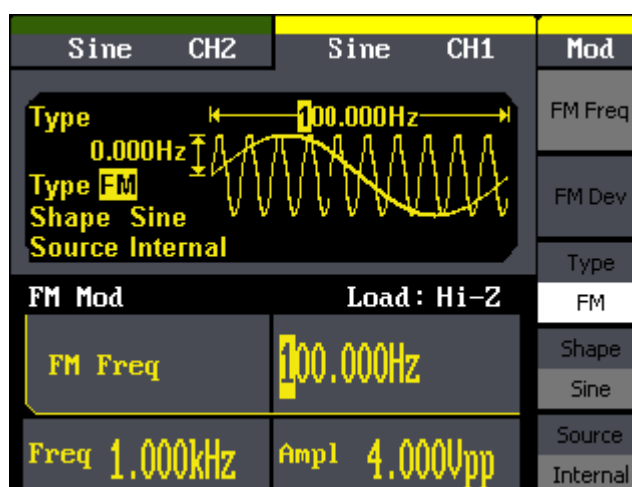 Sine CH2 Sine CH1 Mod
Type 100.000Hz
0.000Hz
Type FM
Shape Sine
Source Internal
FM Mod Load: Hi-Z
FM Freq 100.000Hz
Freq 1.000kHz Ampl 4.000Vpp
FM Freq
FM Dev
Type
FM
Shape
Sine
Source
Internal